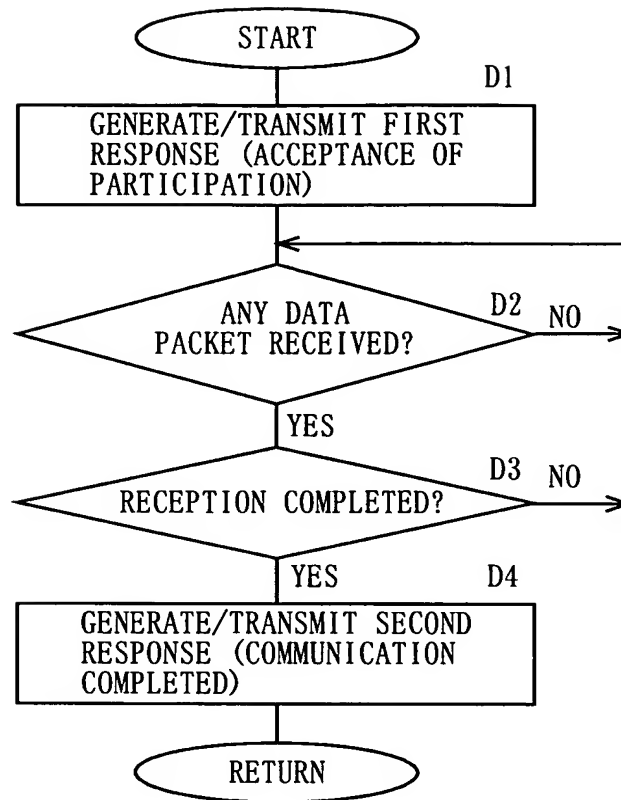 START
D1
GENERATE/TRANSMIT FIRST
RESPONSE (ACCEPTANCE OF
PARTICIPATION)
ANY DATA
PACKET RECEIVED?
D2
NO
YES
RECEPTION COMPLETED?
D3
NO
YES
D4
GENERATE/TRANSMIT SECOND
RESPONSE (COMMUNICATION
COMPLETED)
RETURN